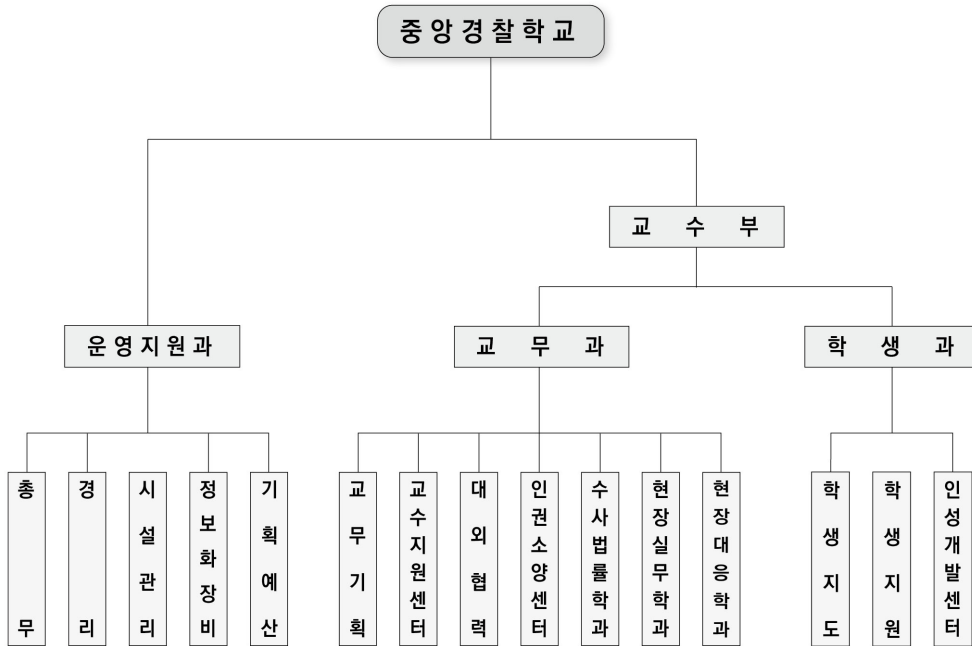 중앙경찰학교
교 수 부
운영지원과
교 무 과
학 생 과
총 무
경 리
시설관리
정보화장비
기획예산
교무기획
교수지원센터
대외협력
인권소양센터
수사법률학과
현장실무학과
현장대응학과
학생지도
학생지원
인성개발센터